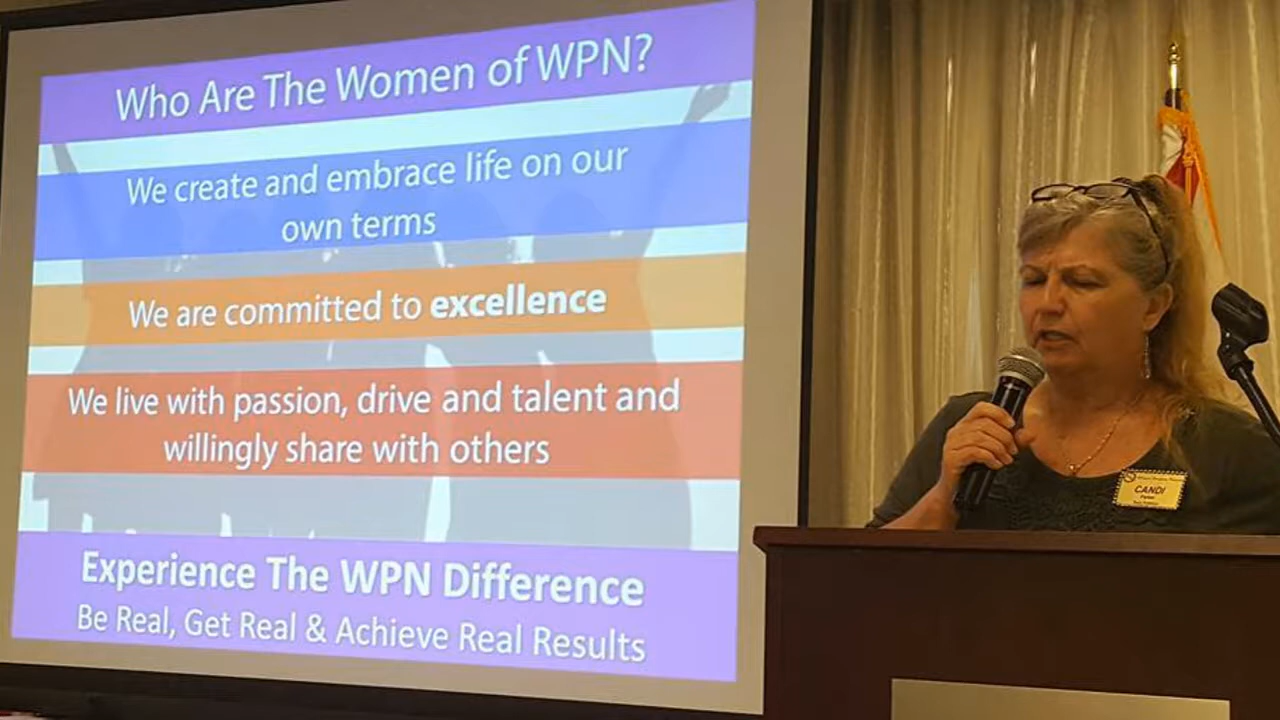 Who Are The Women of WPN?
We create and embrace life on our
own terms
We are committed to excellence
We live with passion, drive and talent and
willingly share with others
Experience The WPN Difference
Be Real, Get Real & Achieve Real Results
CANDI